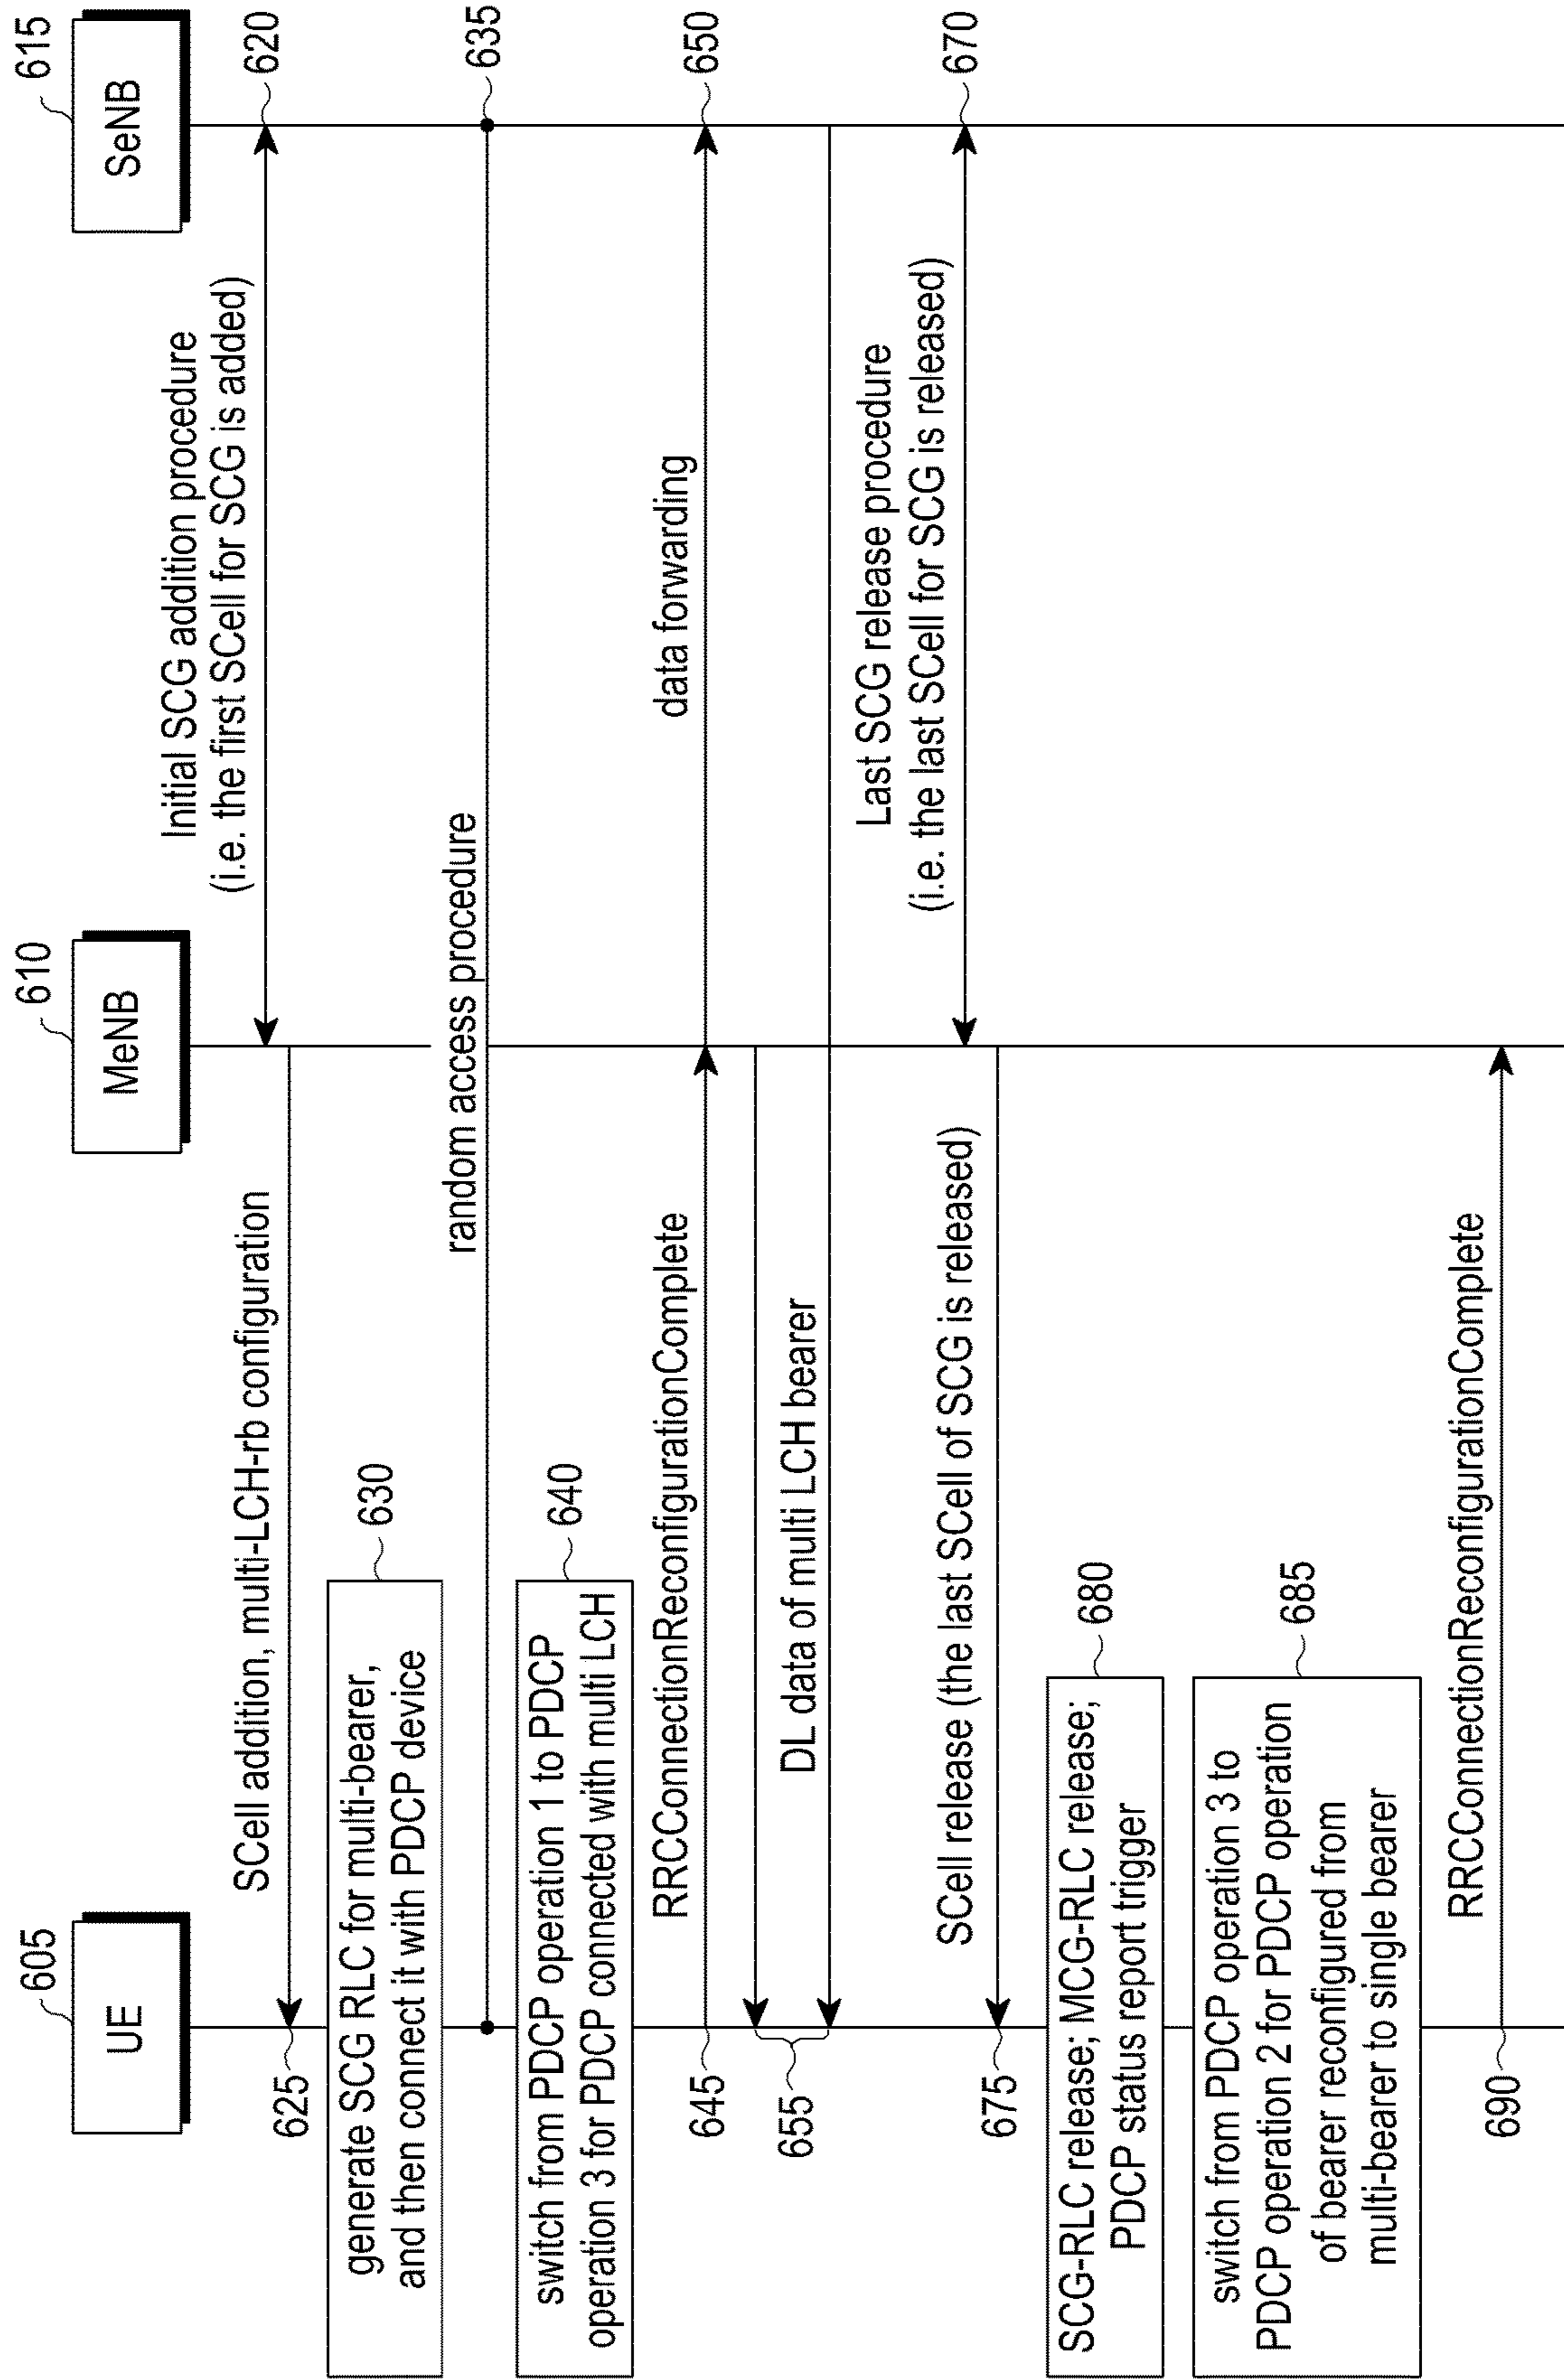 605
UE
610
MeNB
615
SeNB
Initial SCG addition procedure
(i.e. the first SCell for SCG is added)
620
SCell addition, multi-LCH-rb configuration
625
generate SCG RLC for multi-bearer,
and then connect it with PDCP device
630
random access procedure
635
switch from PDCP operation 1 to PDCP
operation 3 for PDCP connected with multi LCH
640
RRCConnectionReconfigurationComplete
645
data forwarding
650
DL data of multi LCH bearer
655
Last SCG release procedure
(i.e. the last SCell for SCG is released)
670
SCell release (the last SCell of SCG is released)
675
SCG-RLC release; MCG-RLC release;
PDCP status report trigger
680
switch from PDCP operation 3 to
PDCP operation 2 for PDCP operation
of bearer reconfigured from
multi-bearer to single bearer
685
RRCConnectionReconfigurationComplete
690